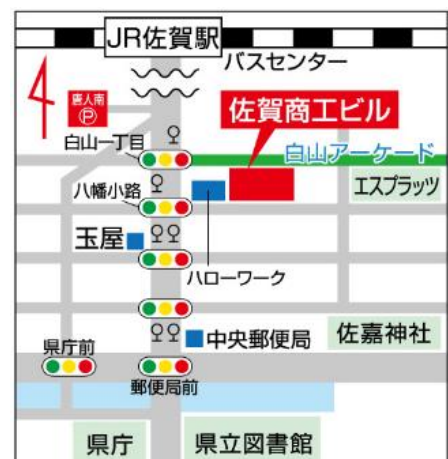 JR佐賀駅
バスセンター
唐人南
P
佐賀商工ビル
白山一丁目
白山アーケード
八幡小路
エスプラッツ
玉屋
ハローワーク
中央郵便局
佐嘉神社
県庁前
郵便局前
県庁
県立図書館